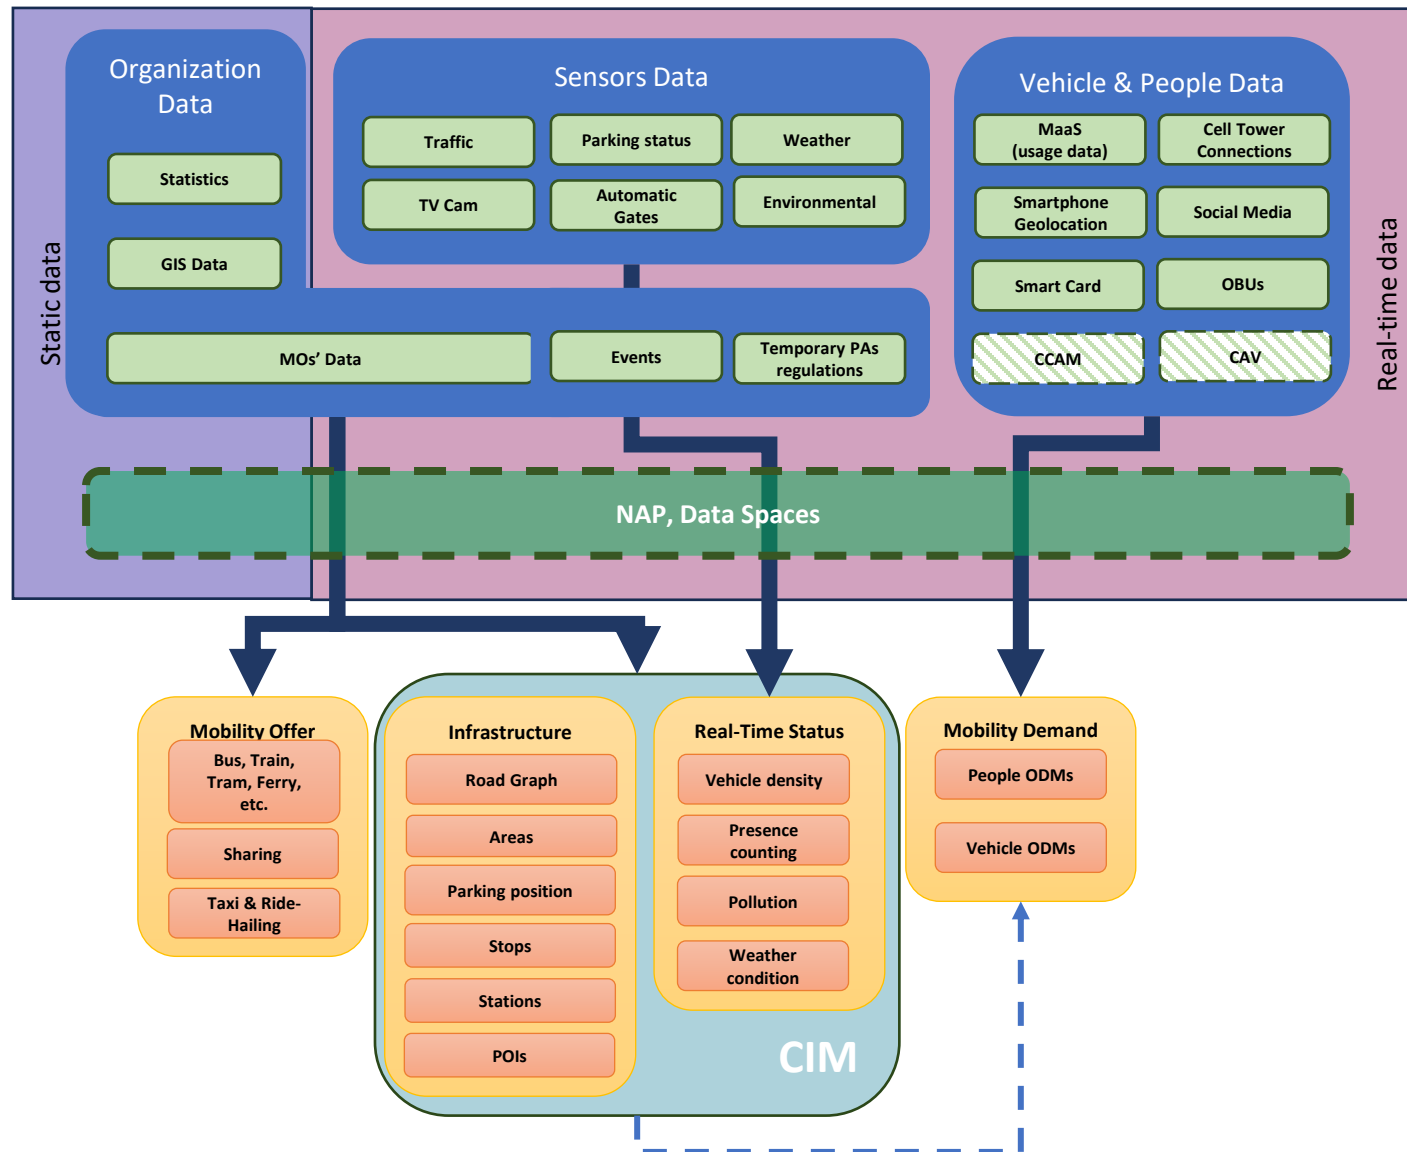 Static data
Organization
Data
Statistics
GIS Data
MOs' Data
Events
Temporary PAs
regulations
Sensors Data
Traffic
Parking status
Weather
TV Cam
Automatic
Gates
Environmental
Vehicle & People Data
MaaS
(usage data)
Cell Tower
Connections
Smartphone
Geolocation
Social Media
Smart Card
OBUs
CCAM
CAV
Real-time data
NAP, Data Spaces
Mobility Offer
Bus, Train,
Tram, Ferry,
etc.
Sharing
Taxi & Ride-
Hailing
Infrastructure
Road Graph
Areas
Parking position
Stops
Stations
POIs
Real-Time Status
Vehicle density
Presence
counting
Pollution
Weather
condition
CIM
Mobility Demand
People ODMs
Vehicle ODMs